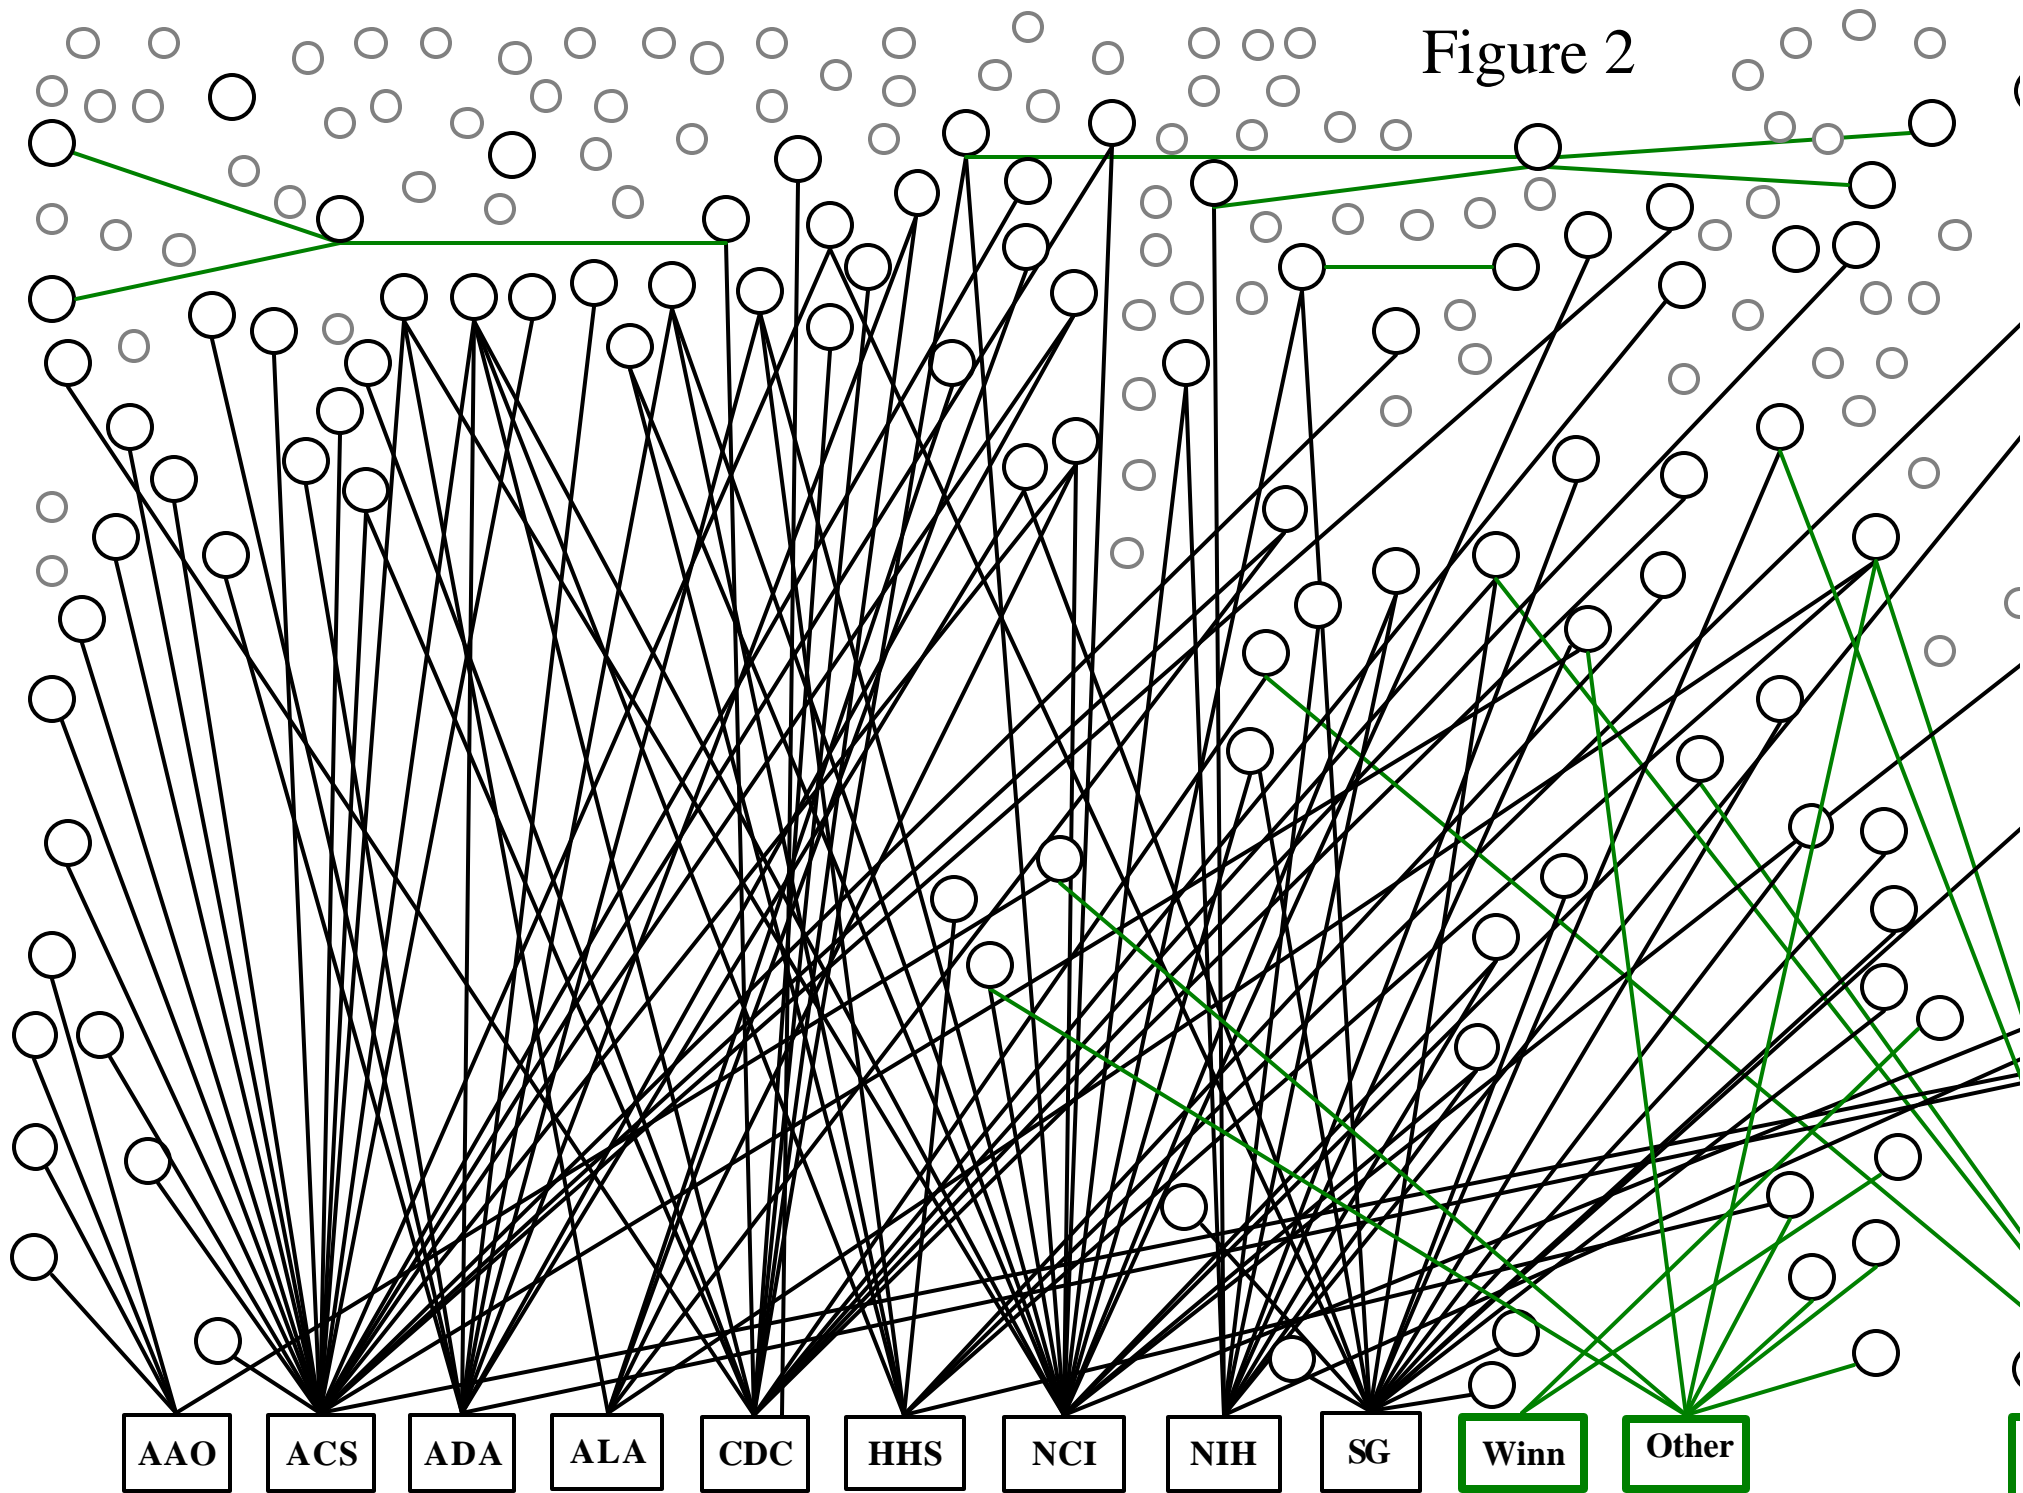 Figure 2
AAO
ACS
ADA
ALA
CDC
HHS
NCI
NIH
SG
Winn
Other